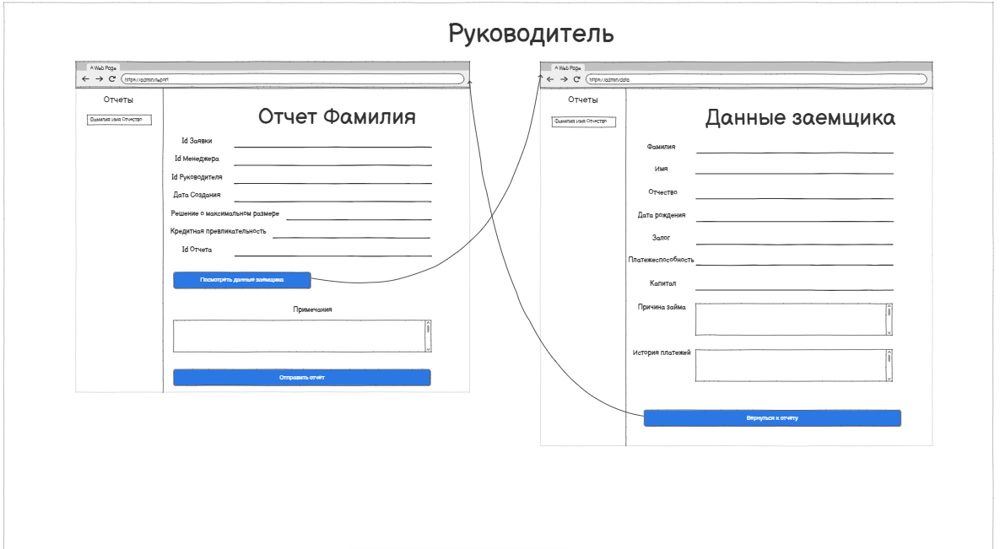 Руководитель
A Web Page
https://admin/report
Отчеты
Фамилия Имя Отчество
Отчет Фамилия
Id Заявки
Id Менеджера
Id Руководителя
Дата Создания
Решение о максимальном размере
Кредитная превликательность
Id Отчета
Посмотреть данные заемщика
Примечания
Отправить отчет
A Web Page
https://admin/data
Отчеты
Фамилия Имя Отчество
Данные заемщика
Фамилия
Имя
Отчество
Дата рождения
Залог
Платежеспособность
Капитал
Причина займа
История платежей
Вернуться к отчету